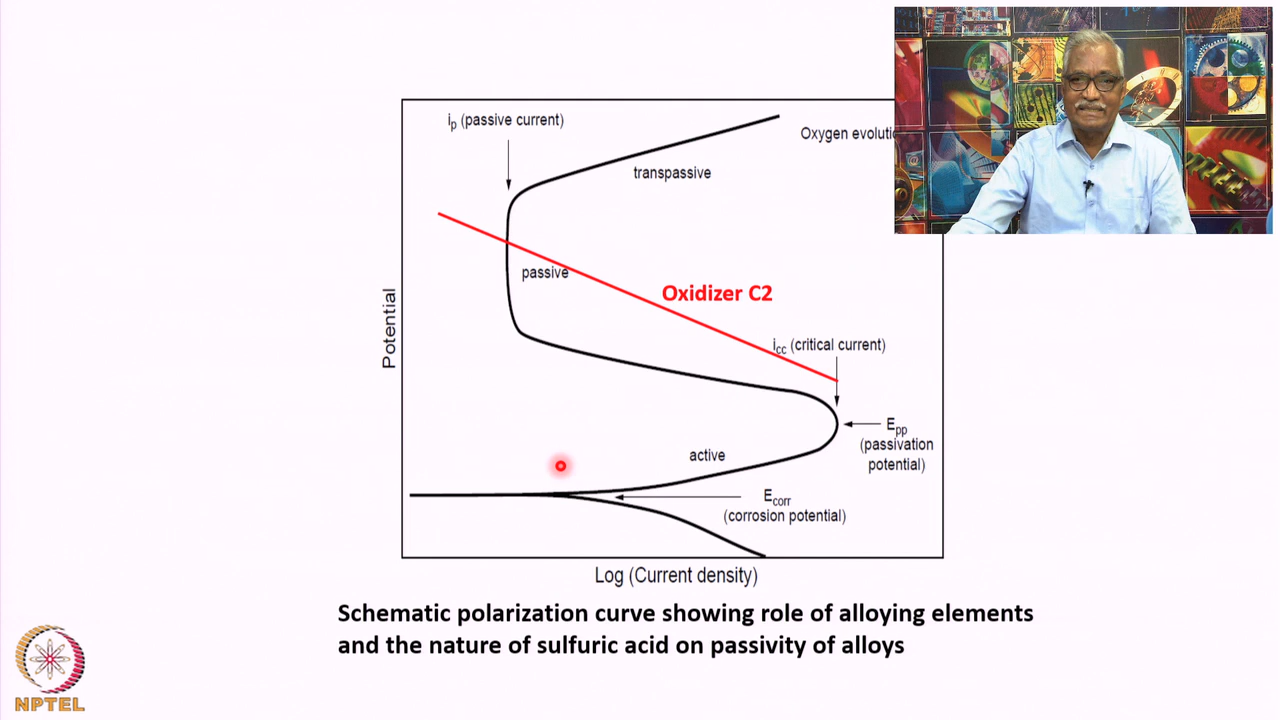 i_p (passive current)
Oxygen
transpassive
passive
Oxidizer C2
i_cc (critical current)
Potential
E_pp
(passivation
potential)
active
E_corr
(corrosion potential)
Log (Current density)
Schematic polarization curve showing role of alloying elements
and the nature of sulfuric acid on passivity of alloys
NPTEL